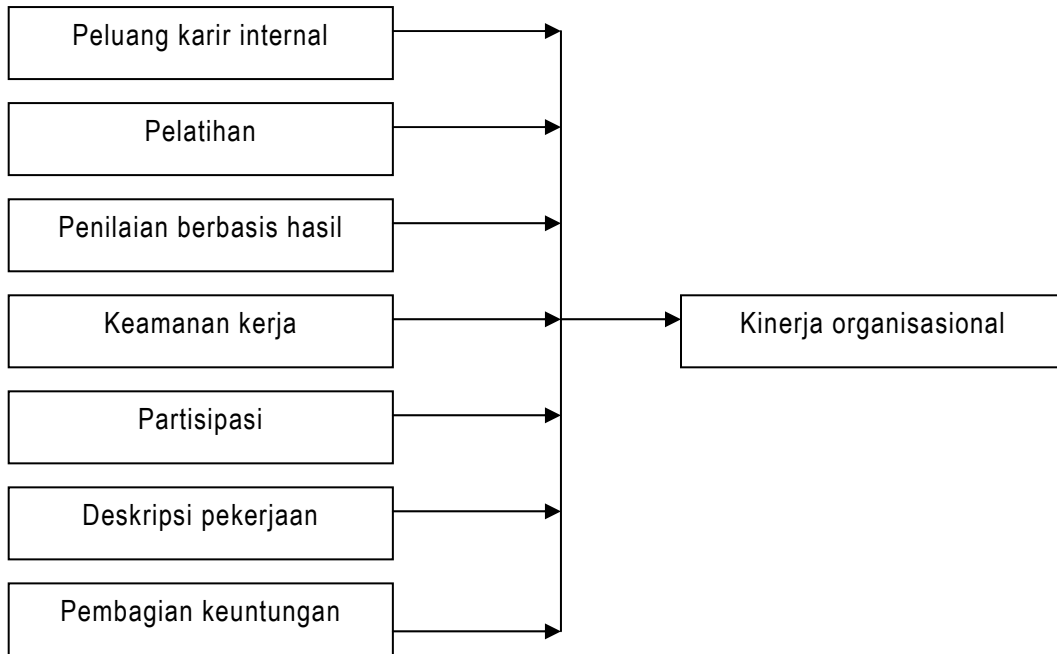 Peluang karir internal
Pelatihan
Penilaian berbasis hasil
Keamanan kerja
Kinerja organisasional
Partisipasi
Deskripsi pekerjaan
Pembagian keuntungan